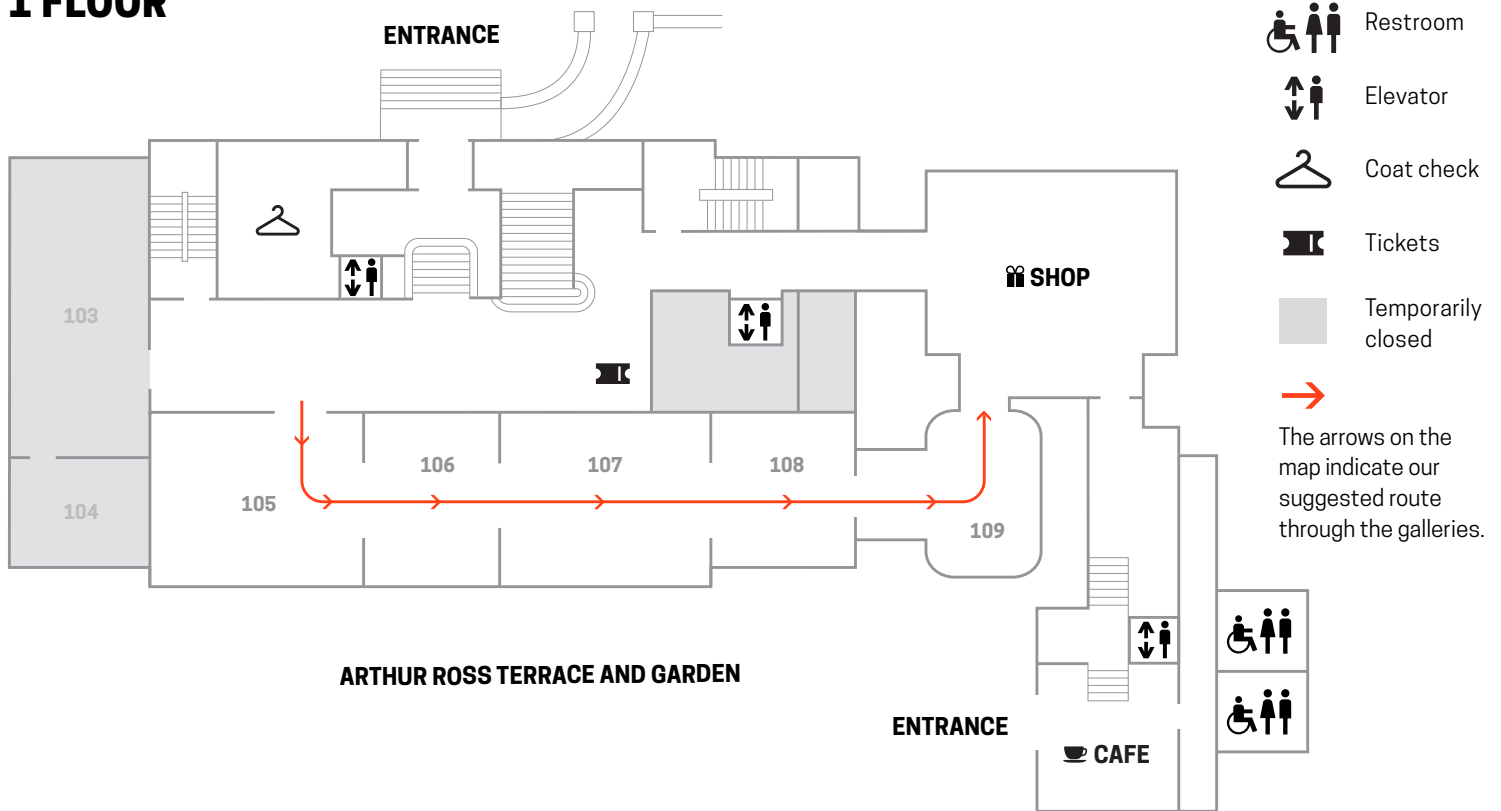 1 FLOOR
ENTRANCE
Restroom
Elevator
Coat check
Tickets
Temporarily
closed
The arrows on the
map indicate our
suggested route
through the galleries.
SHOP
103
104
105
106
107
108
109
ARTHUR ROSS TERRACE AND GARDEN
ENTRANCE
CAFE